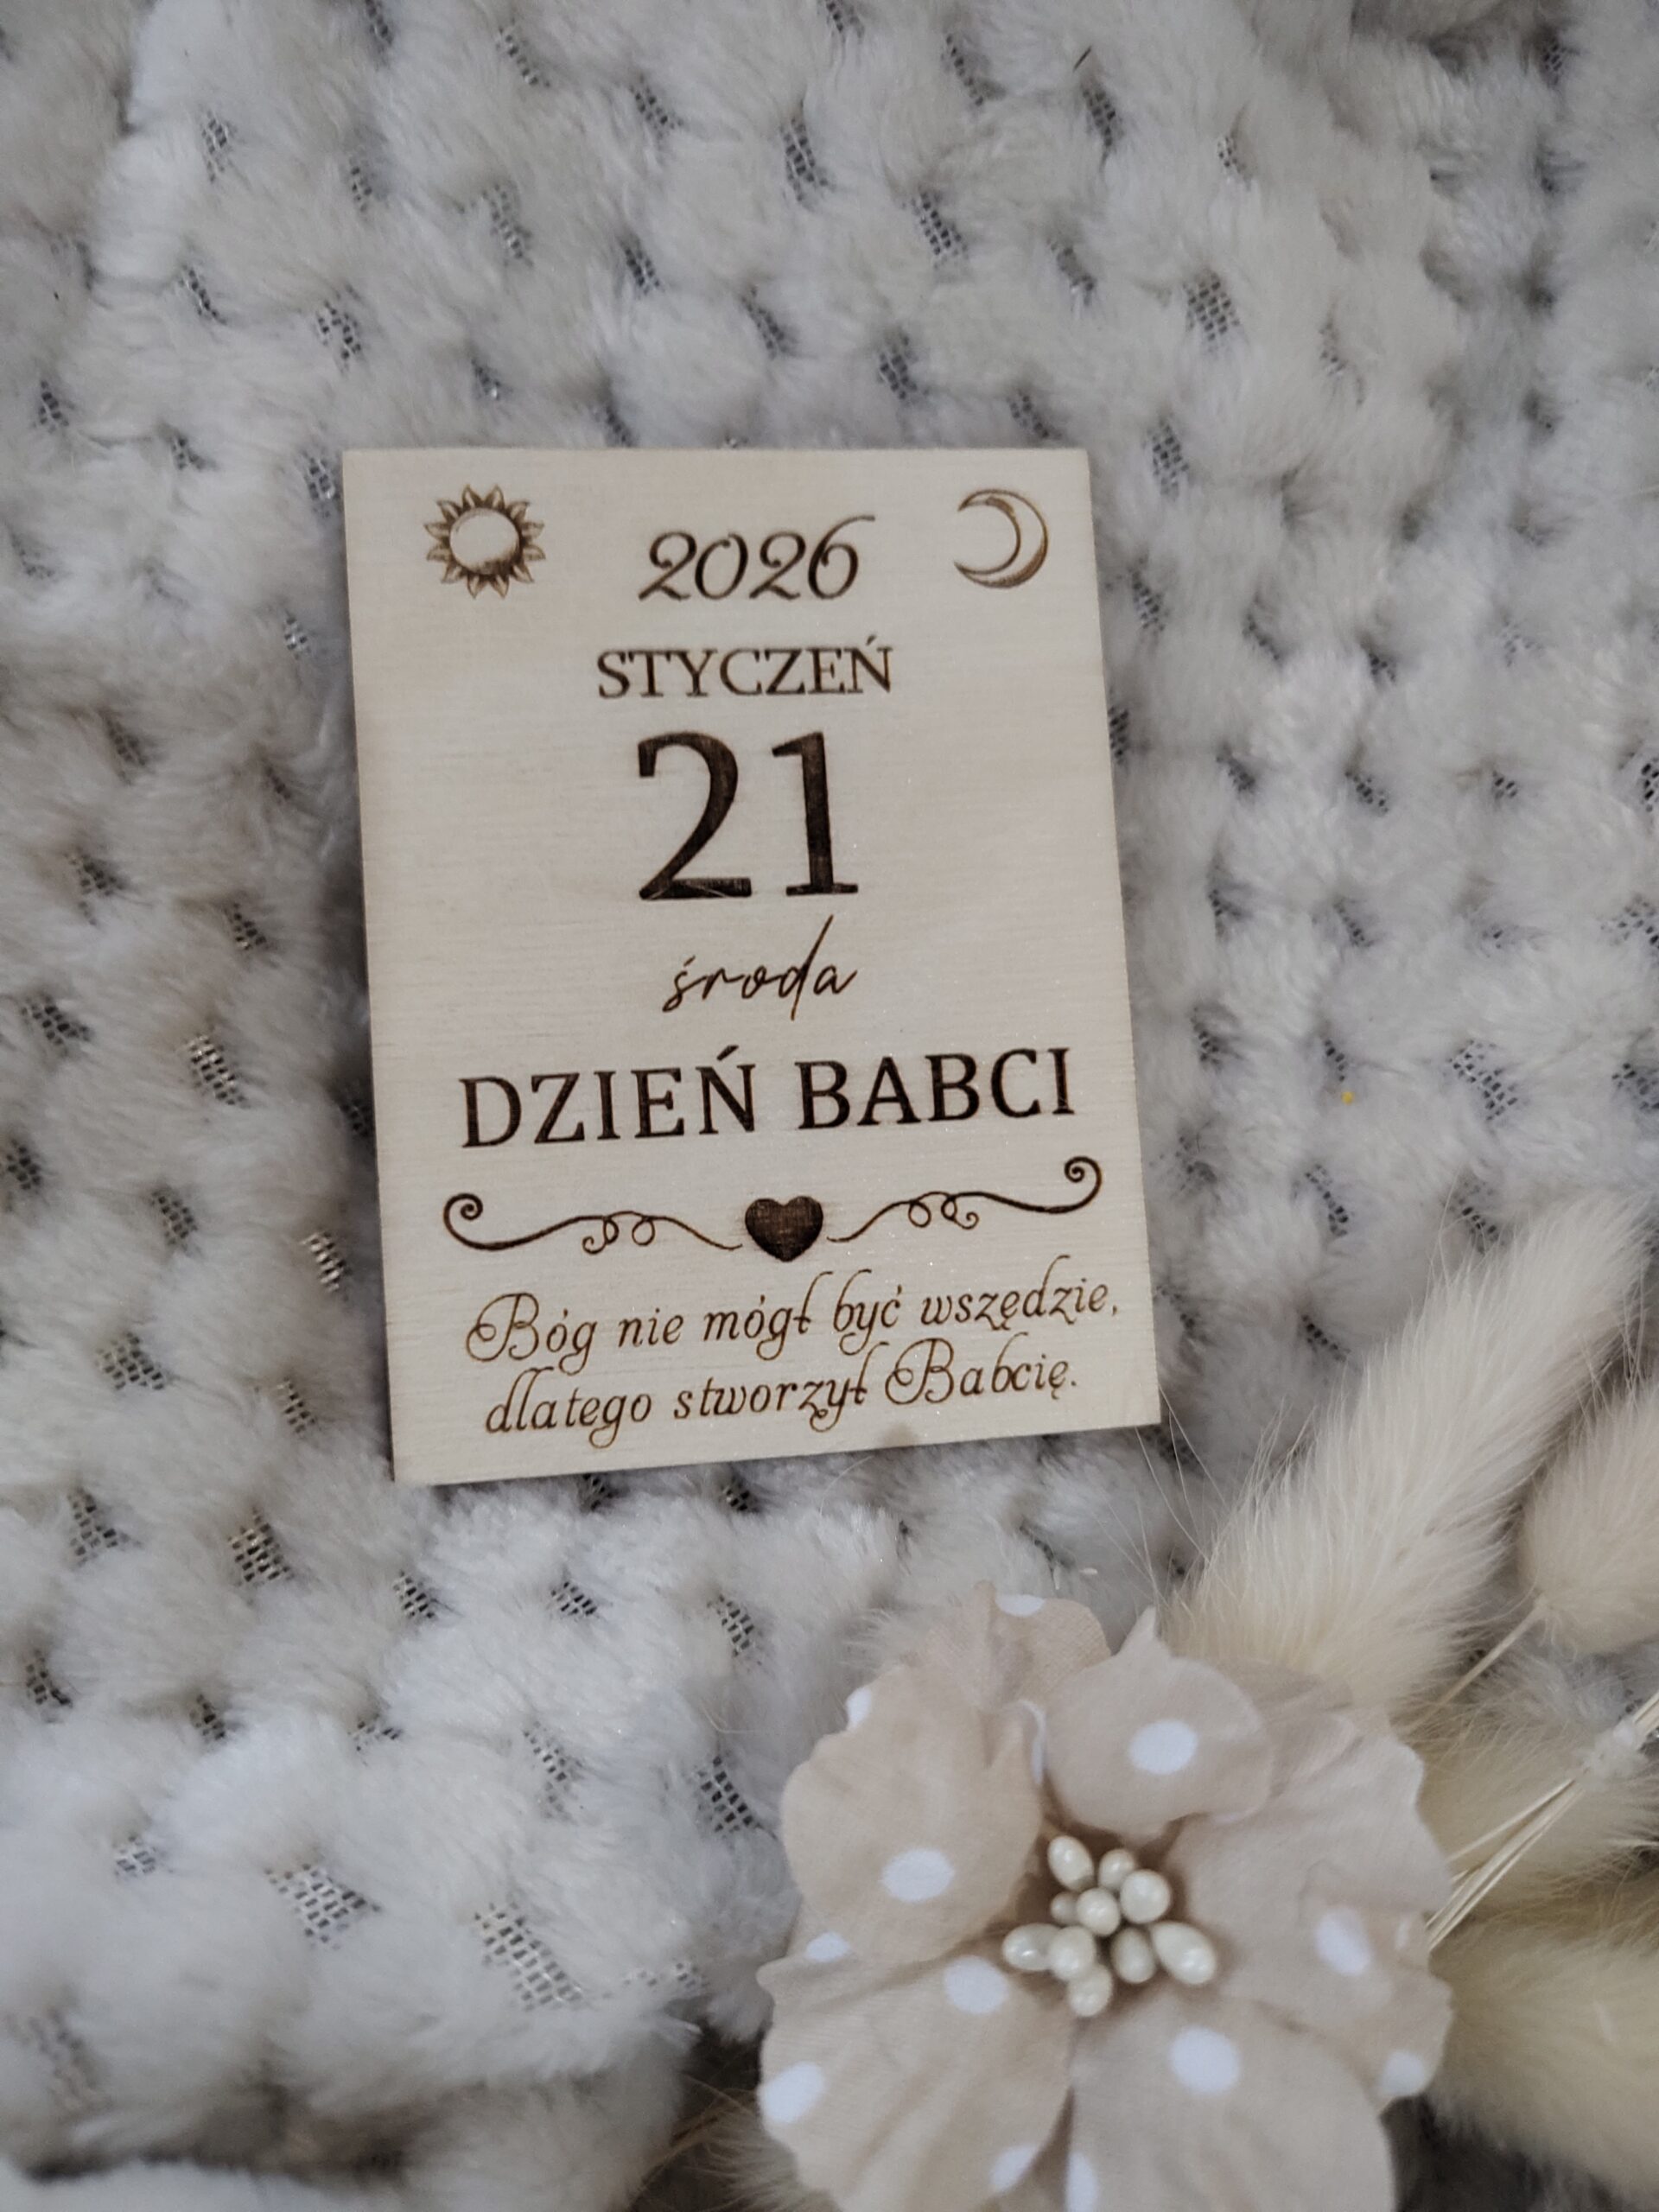 2026
STYCZEŃ
21
środa
DZIEŃ BABCI
Bóg nie mógł być wszędzie,
dlatego stworzył Babcię.